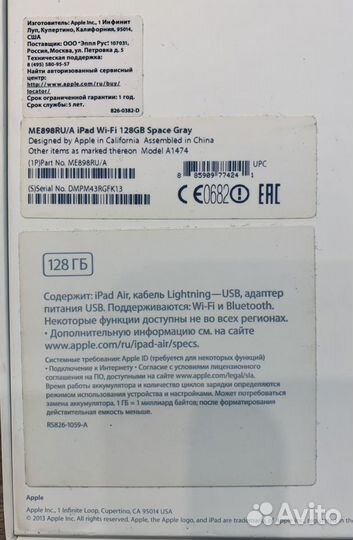 Изготовитель: Apple Inc., 1 Инфинит
Луп, Купертино, Калифорния, 95014,
США
Поставщик: ООО "Эппл Рус" 107031,
Россия, Москва, ул. Петровка д. 5
Техническая поддержка:
8 (495) 580-95-57
Найти авторизованный сервисный
центр:
http://www.apple.com/ru/buy/
locator/
Срок ограниченной гарантии: 1 год.
Срок службы: 5 лет.
826-0382-D
ME898RU/A iPad Wi-Fi 128GB Space Gray
Designed by Apple in California Assembled in China
Other items as marked thereon Model A1474
(1P)Part No. ME898RU/A
UPC
8 85909 77424 1
(S)Serial No. DMPM43RGFK13
CE0682
EAC
128 ГБ
Содержит: iPad Air, кабель Lightning—USB, адаптер
питания USB. Поддерживаются: Wi-Fi и Bluetooth.
Некоторые функции доступны не во всех регионах.
• Дополнительную информацию см. на сайте
www.apple.com/ru/ipad-air/specs.
Системные требования: Apple ID (требуется для некоторых функций)
• Подключение к Интернету • Согласие с условиями лицензионного
соглашения на ПО, доступно на сайте www.apple.com/legal/sla.
Время работы аккумулятора и количество циклов зарядки определяются
режимом использования устройства и настройками. Может потребоваться
замена аккумулятора. 1 ГБ = 1 миллиард байтов; после форматирования
действительная емкость меньше.
RS826-1059-A
Apple
Apple Inc., 1 Infinite Loop, Cupertino, CA 95014 USA
© 2013 Apple Inc. All rights reserved. Apple, the Apple logo, and iPad are trademarks of
Avito